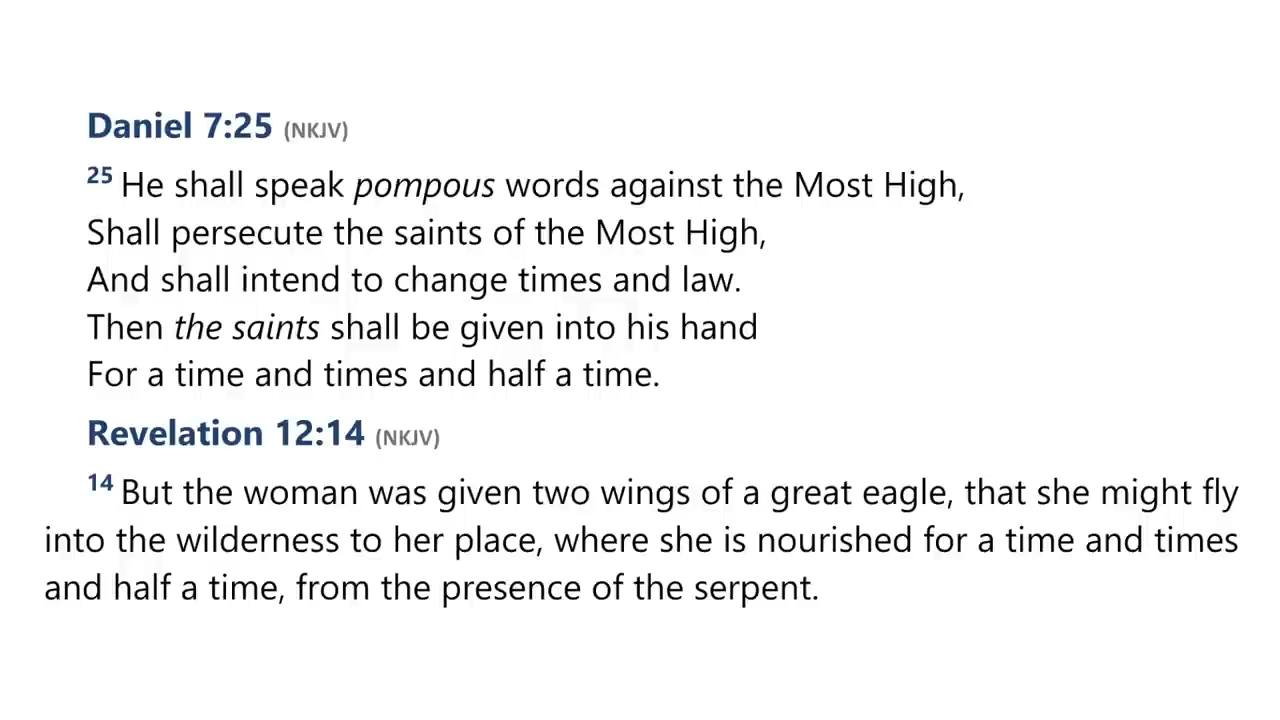 Daniel 7:25 (NKJV)
25 He shall speak pompous words against the Most High,
Shall persecute the saints of the Most High,
And shall intend to change times and law.
Then the saints shall be given into his hand
For a time and times and half a time.
Revelation 12:14 (NKJV)
14 But the woman was given two wings of a great eagle, that she might fly
into the wilderness to her place, where she is nourished for a time and times
and half a time, from the presence of the serpent.